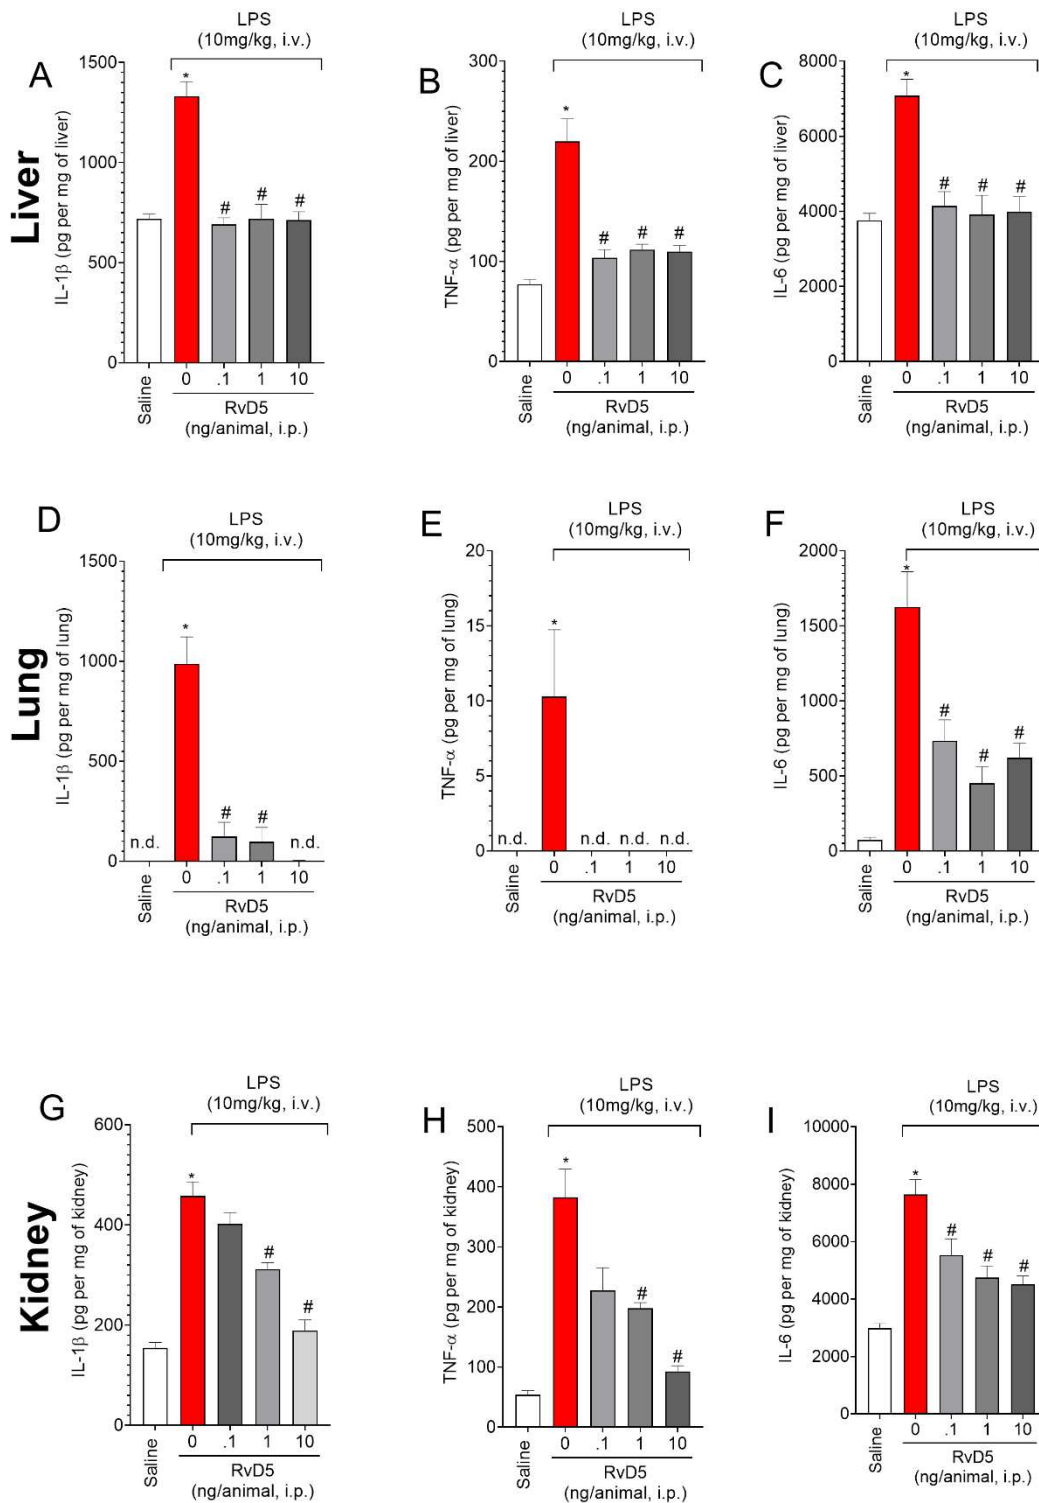 Liver
A
LPS
(10mg/kg, i.v.)
IL-1β (pg per mg of liver)
1500
1000
500
0
*
#
#
#
Saline
0
.1
1
10
RvD5
(ng/animal, i.p.)
B
LPS
(10mg/kg, i.v.)
TNF-α (pg per mg of liver)
300
200
100
0
*
#
#
#
Saline
0
.1
1
10
RvD5
(ng/animal, i.p.)
C
LPS
(10mg/kg, i.v.)
IL-6 (pg per mg of liver)
8000
6000
4000
2000
0
*
#
#
#
Saline
0
.1
1
10
RvD5
(ng/animal, i.p.)
Lung
D
LPS
(10mg/kg, i.v.)
IL-1β (pg per mg of lung)
1500
1000
500
0
n.d.
*
#
#
n.d.
Saline
0
.1
1
10
RvD5
(ng/animal, i.p.)
E
LPS
(10mg/kg, i.v.)
TNF-α (pg per mg of lung)
20
15
10
5
0
n.d.
*
n.d.
n.d.
n.d.
Saline
0
.1
1
10
RvD5
(ng/animal, i.p.)
F
LPS
(10mg/kg, i.v.)
IL-6 (pg per mg of lung)
2000
1500
1000
500
0
*
#
#
#
Saline
0
.1
1
10
RvD5
(ng/animal, i.p.)
Kidney
G
LPS
(10mg/kg, i.v.)
IL-1β (pg per mg of kidney)
600
400
200
0
*
#
#
Saline
0
.1
1
10
RvD5
(ng/animal, i.p.)
H
LPS
(10mg/kg, i.v.)
TNF-α (pg per mg of kidney)
500
400
300
200
100
0
*
#
#
Saline
0
.1
1
10
RvD5
(ng/animal, i.p.)
I
LPS
(10mg/kg, i.v.)
IL-6 (pg per mg of kidney)
10000
8000
6000
4000
2000
0
*
#
#
#
Saline
0
.1
1
10
RvD5
(ng/animal, i.p.)